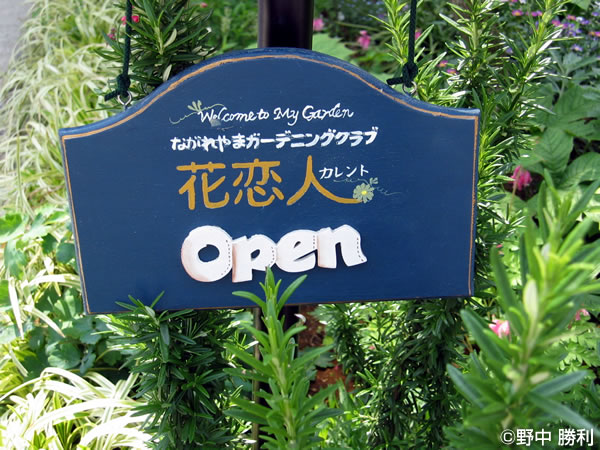 Welcome to My Garden
ながれやまガーデニングクラブ
花恋人カレント
Open
©野中 勝利